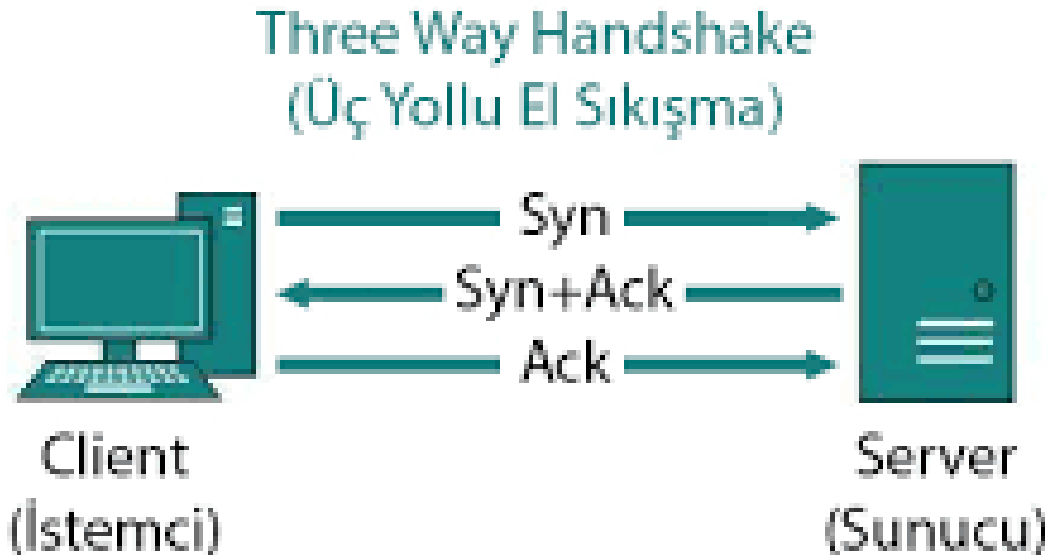 Three Way Handshake
(Üç Yollu El Sıkışma)
Syn
Syn+Ack
Ack
Client
(İstemci)
Server
(Sunucu)